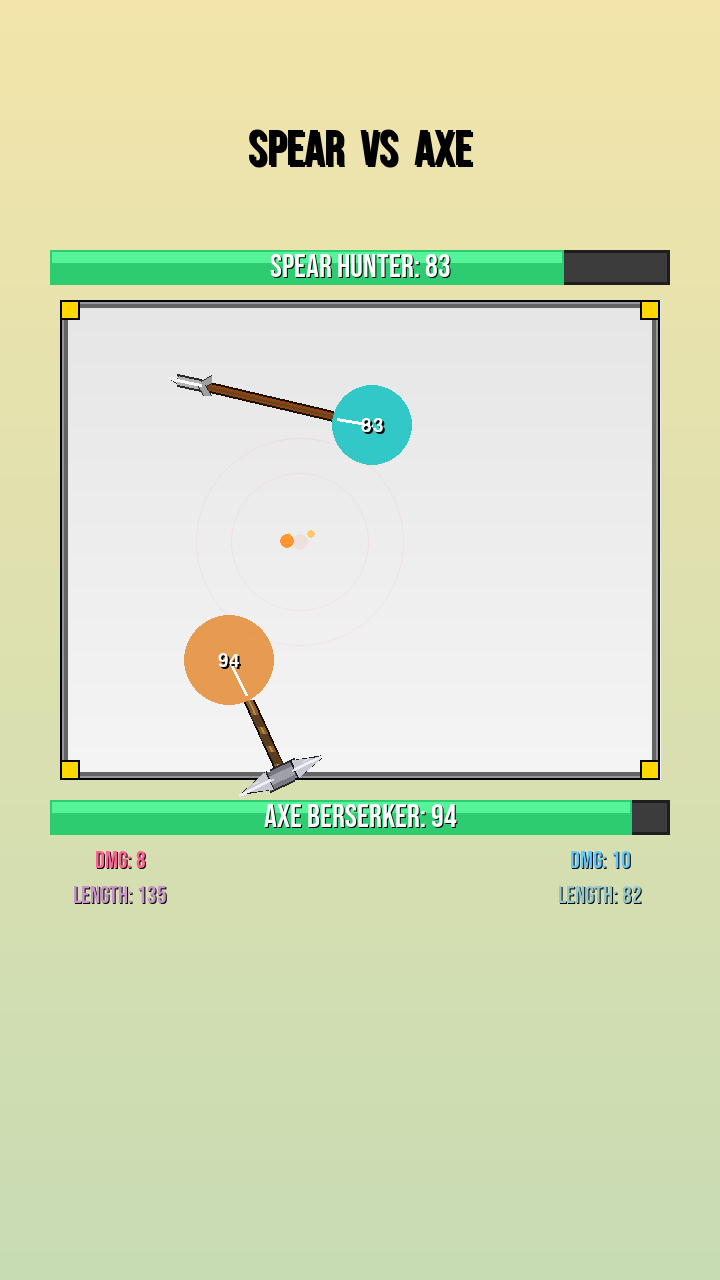 SPEAR VS AXE
SPEAR HUNTER: 83
83
94
AXE BERSERKER: 94
DMG: 8
DMG: 10
LENGTH: 135
LENGTH: 82